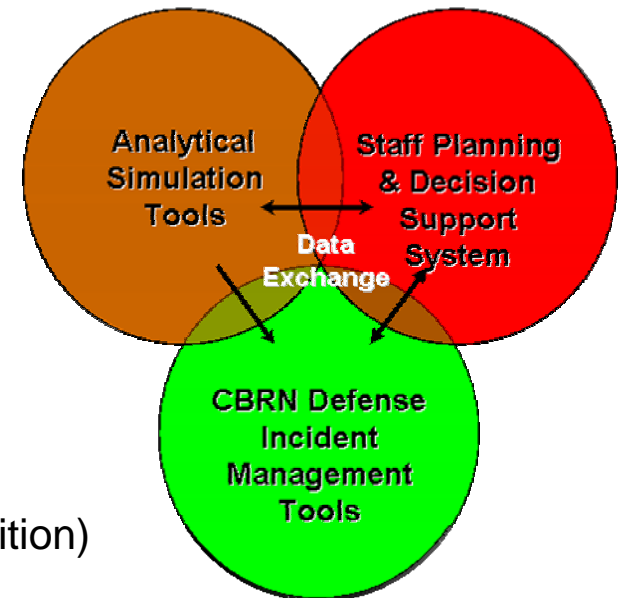 Analytical
Simulation
Tools
Staff Planning
& Decision
Support
System
Data
Exchange
CBRN Defense
Incident
Management
Tools
ition)